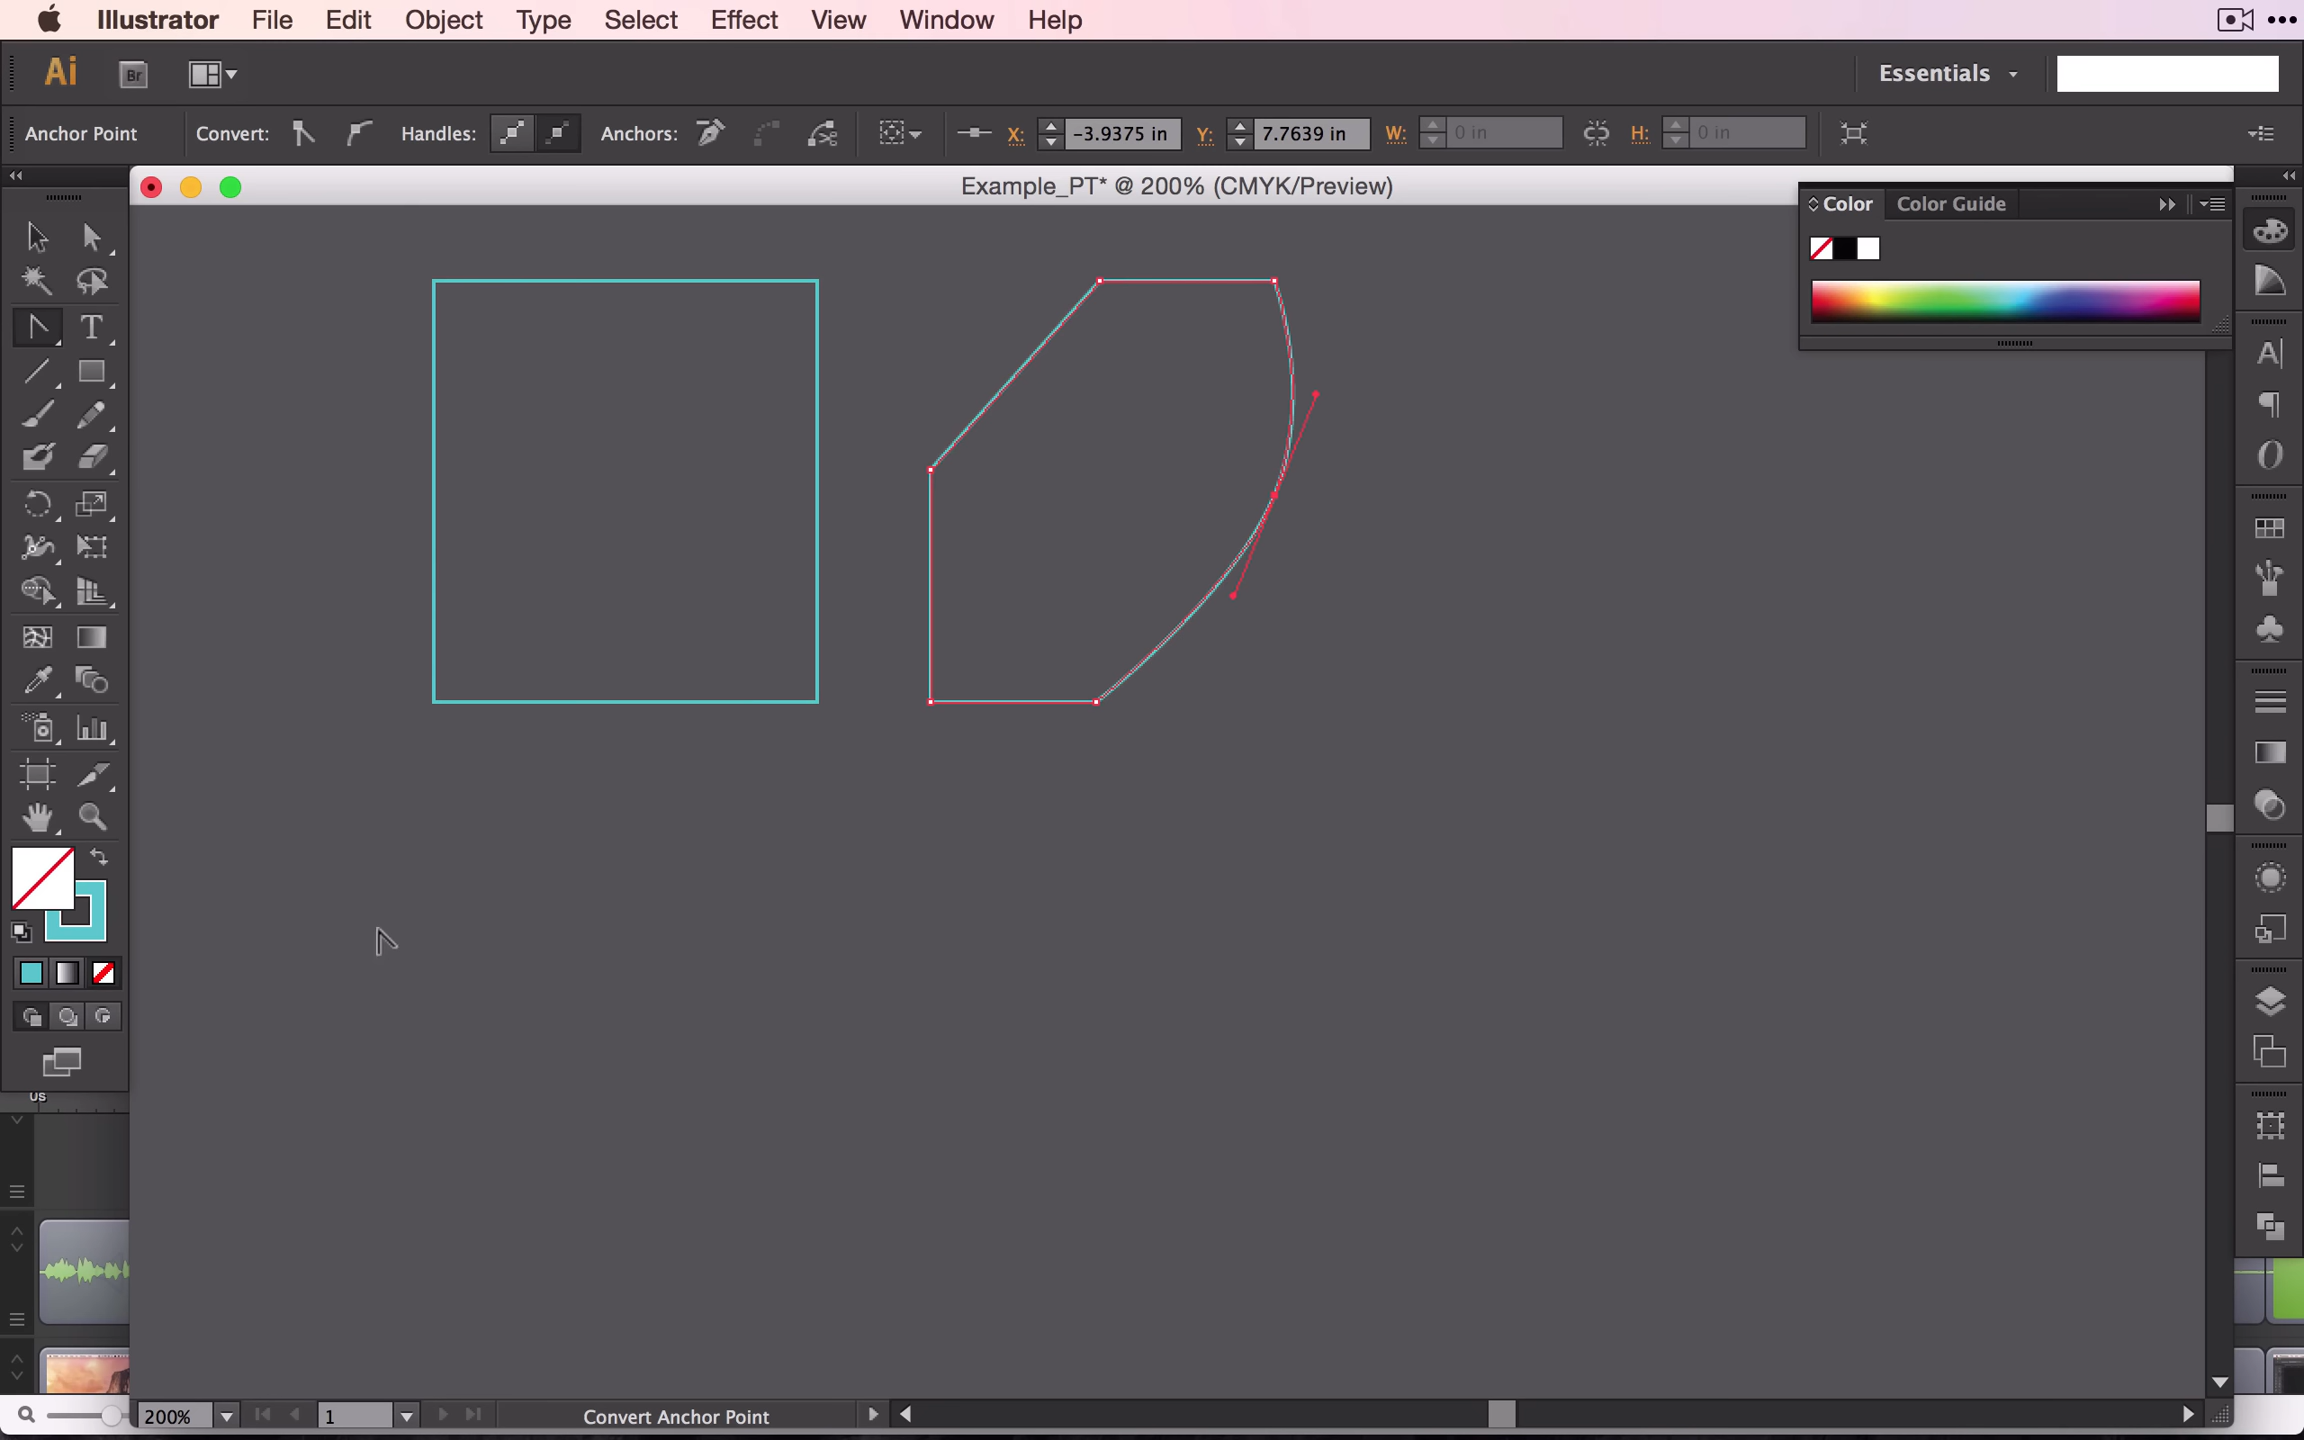 Illustrator File Edit Object Type Select Effect View Window Help
Ai Br Essentials
Anchor Point Convert: Handles: Anchors: X: -3.9375 in Y: 7.7639 in W: 0 in H: 0 in
Example_PT* @ 200% (CMYK/Preview)
Color Color Guide
T
US
200% 1 Convert Anchor Point